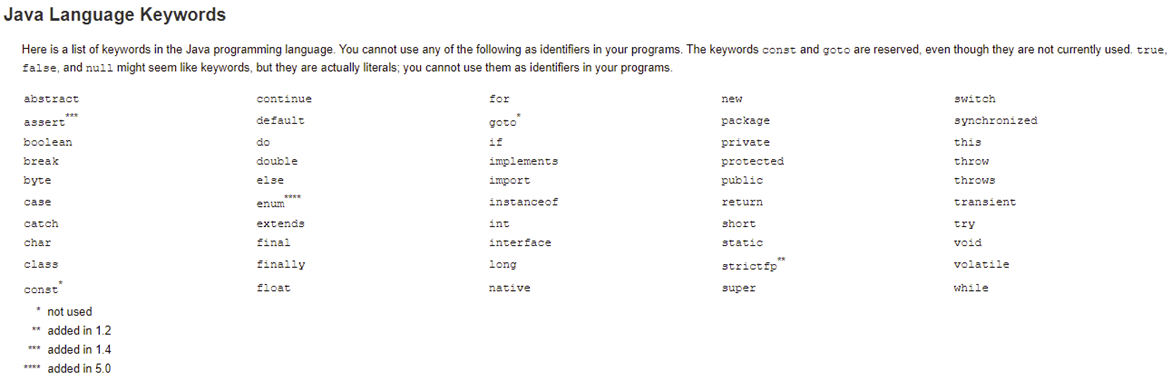 Java Language Keywords
Here is a list of keywords in the Java programming language. You cannot use any of the following as identifiers in your programs. The keywords const and goto are reserved, even though they are not currently used. true,
false, and null might seem like keywords, but they are actually literals; you cannot use them as identifiers in your programs.
abstract continue for new switch
assert*** default goto* package synchronized
boolean do if private this
break double implements protected throw
byte else import public throws
case enum**** instanceof return transient
catch extends int short try
char final interface static void
class finally long strictfp** volatile
const* float native super while
* not used
** added in 1.2
*** added in 1.4
**** added in 5.0